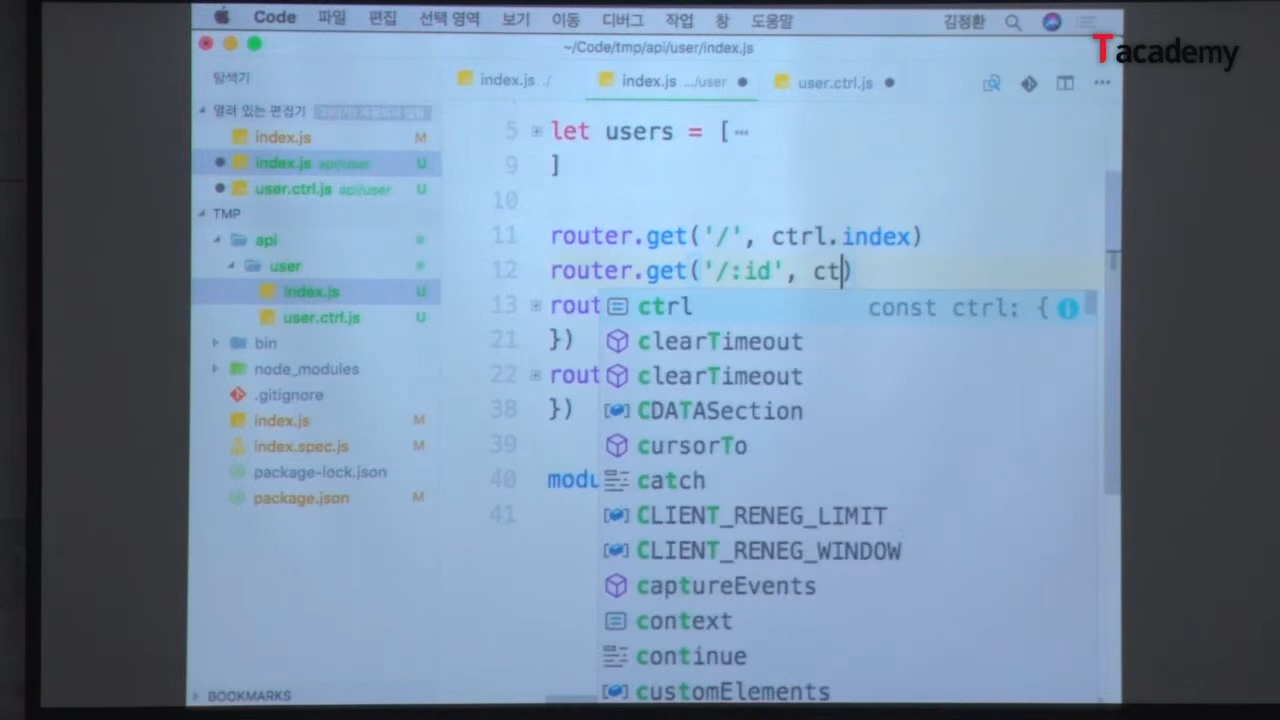 Code 파일 편집 선택 영역 보기 이동 디버그 작업 창 도움말 김정환
~/Code/tmp/api/user/index.js
Tacademy
탐색기
index.js ./
index.js .../user
user.ctrl.js
열려 있는 편집기
index.js M
index.js api/user U
user.ctrl.js api/user U
TMP
api
user
index.js U
user.ctrl.js U
bin
node_modules
.gitignore
index.js M
index.spec.js M
package-lock.json
package.json M
BOOKMARKS
5 let users = [
9 ]
10
11 router.get('/', ctrl.index)
12 router.get('/:id', ct)
13 rout
21 })
22 rout
38 })
39
40 modu
41
ctrl const ctrl: {
clearTimeout
clearTimeout
CDATASection
cursorTo
catch
CLIENT_RENEG_LIMIT
CLIENT_RENEG_WINDOW
captureEvents
context
continue
customElements